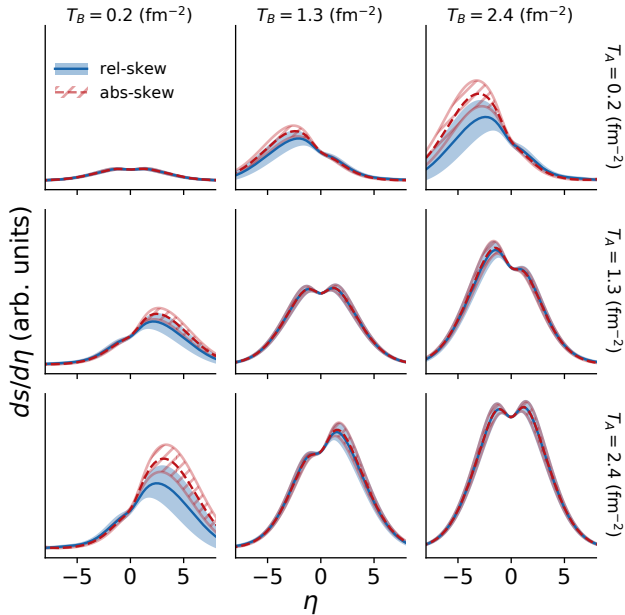 T_B = 0.2 (fm⁻²) T_B = 1.3 (fm⁻²) T_B = 2.4 (fm⁻²)
rel-skew
abs-skew
T_A = 0.2 (fm⁻²)
T_A = 1.3 (fm⁻²)
T_A = 2.4 (fm⁻²)
ds/dη (arb. units)
−5 0 5 −5 0 5 −5 0 5
η η